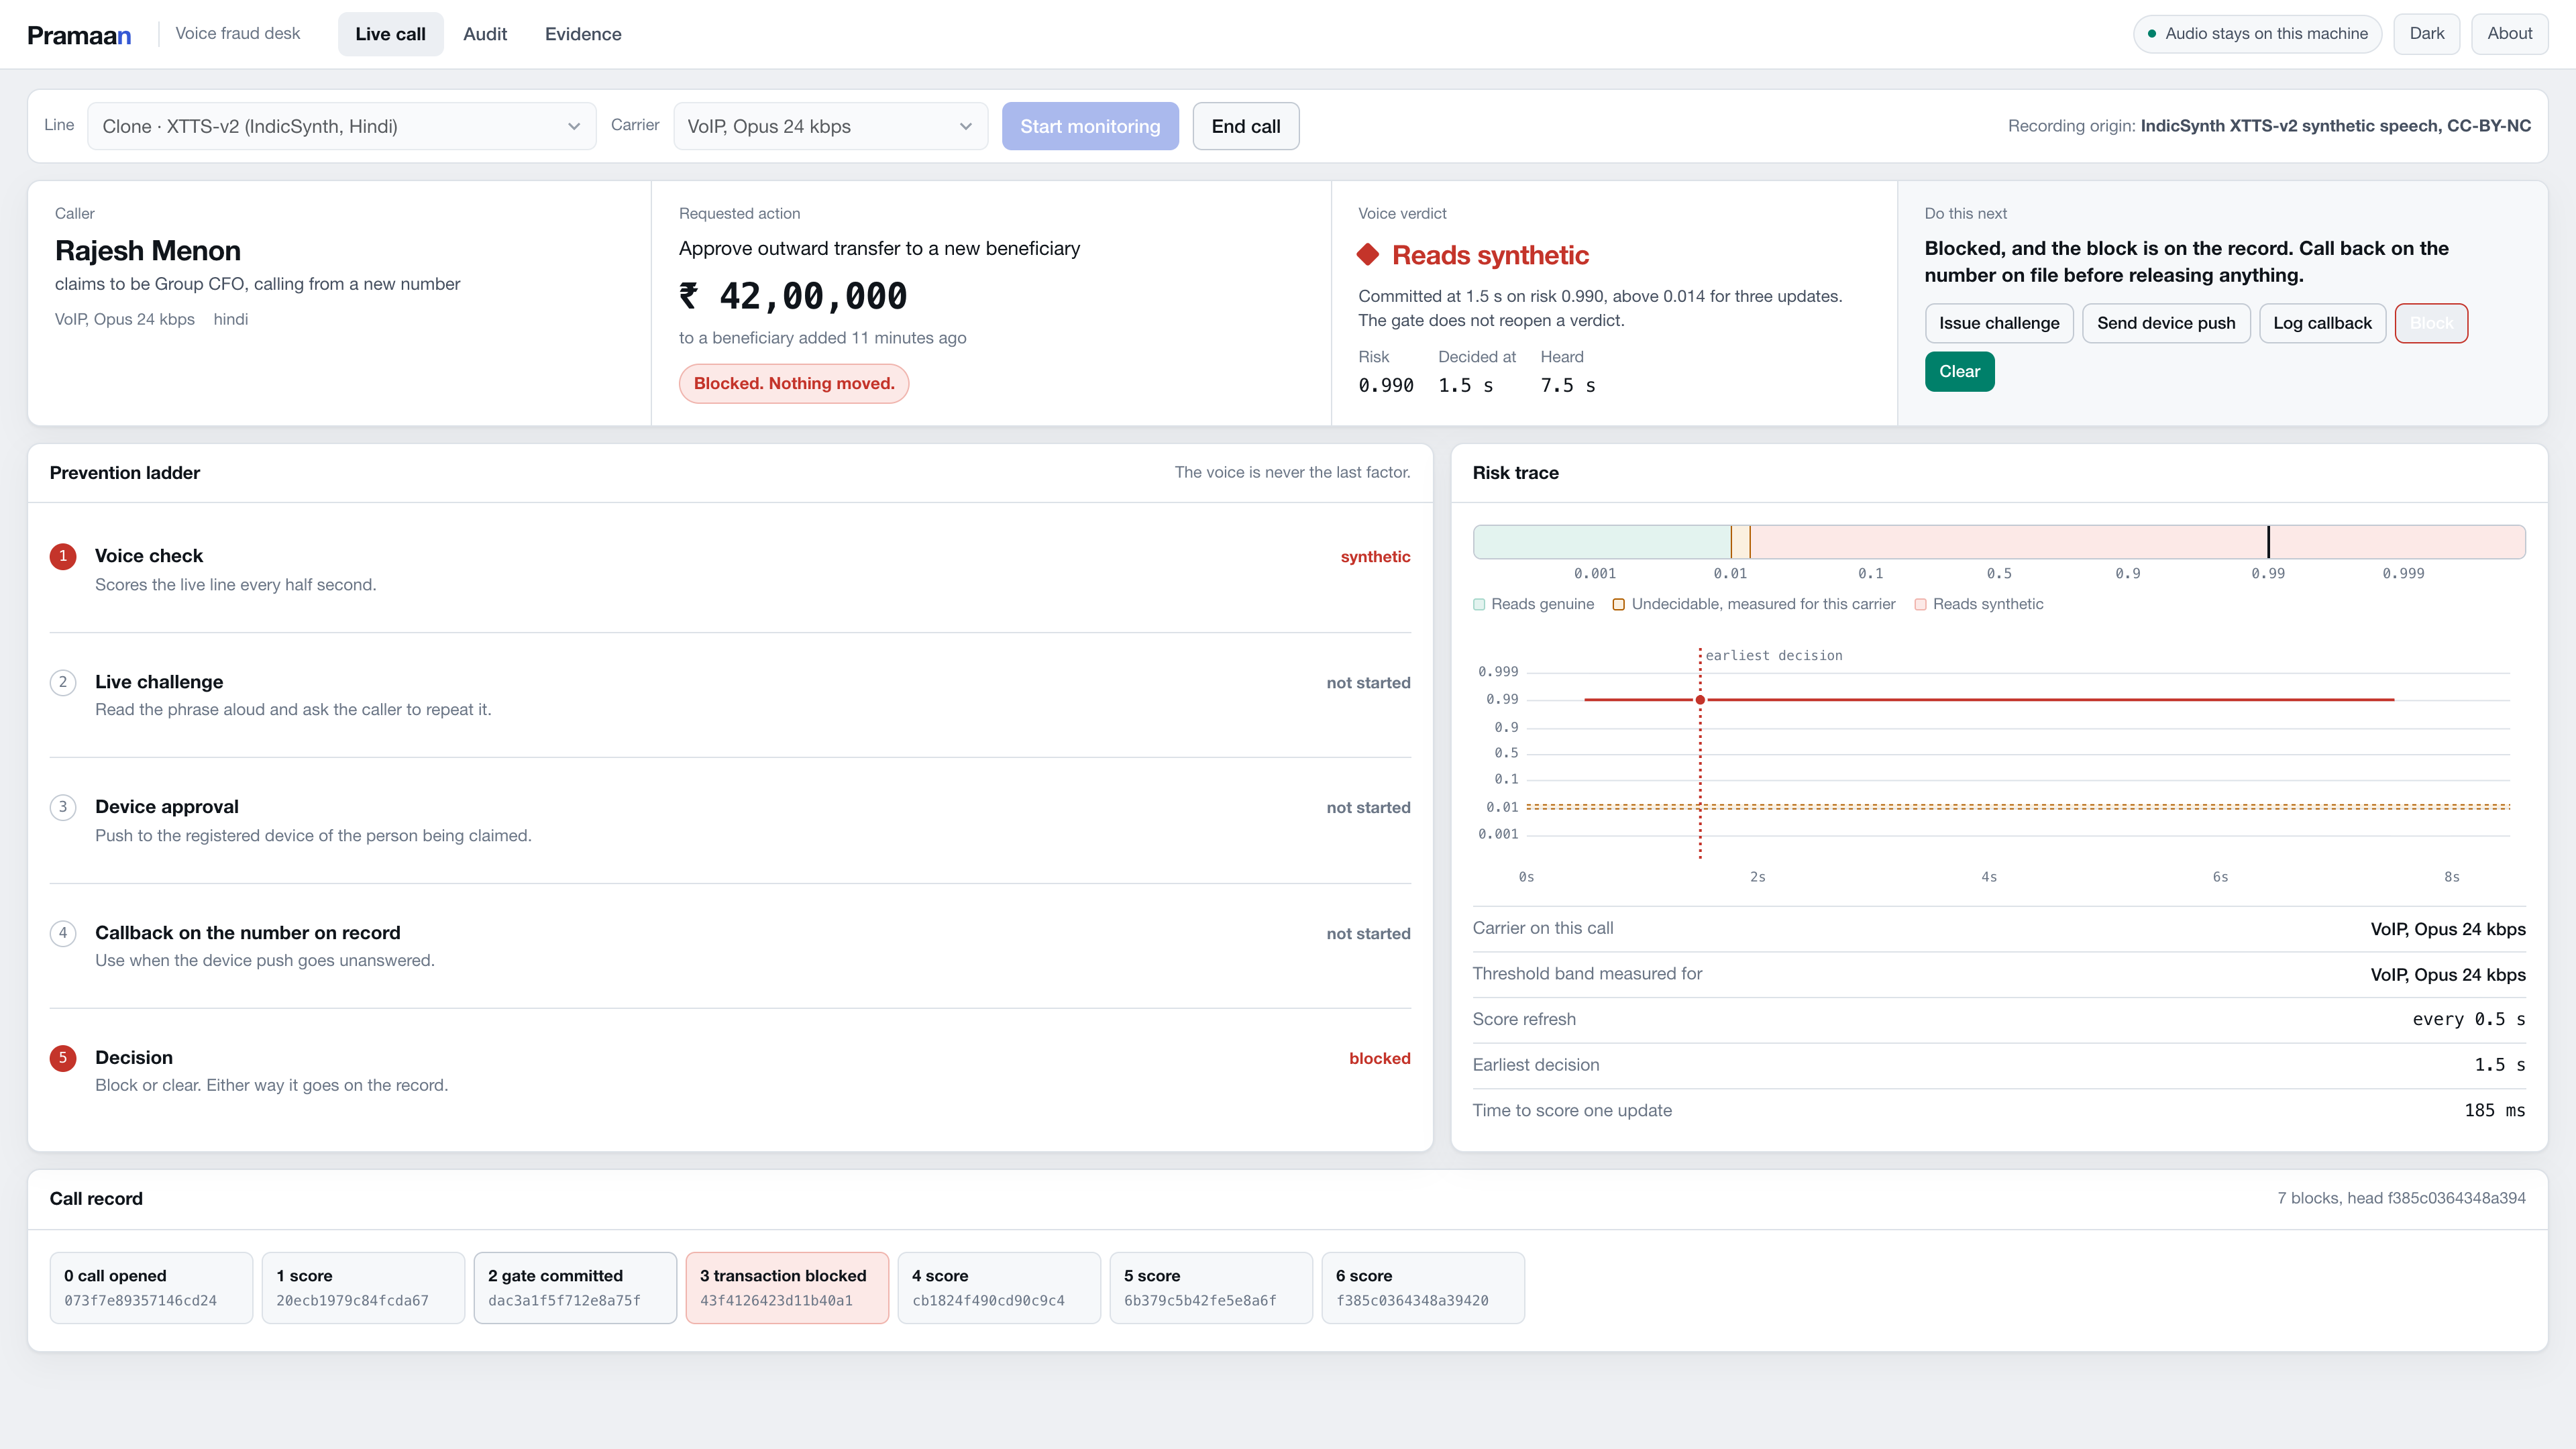 Pramaan
Voice fraud desk
Live call
Audit
Evidence
Audio stays on this machine
Dark
About
Line
Clone · XTTS-v2 (IndicSynth, Hindi)
Carrier
VoIP, Opus 24 kbps
Start monitoring
End call
Recording origin: IndicSynth XTTS-v2 synthetic speech, CC-BY-NC
Caller
Rajesh Menon
claims to be Group CFO, calling from a new number
VoIP, Opus 24 kbps hindi
Requested action
Approve outward transfer to a new beneficiary
₹ 42,00,000
to a beneficiary added 11 minutes ago
Blocked. Nothing moved.
Voice verdict
Reads synthetic
Committed at 1.5 s on risk 0.990, above 0.014 for three updates.
The gate does not reopen a verdict.
Risk Decided at Heard
0.990 1.5 s 7.5 s
Do this next
Blocked, and the block is on the record. Call back on the
number on file before releasing anything.
Issue challenge
Send device push
Log callback
Block
Clear
Prevention ladder
The voice is never the last factor.
1 Voice check synthetic
Scores the live line every half second.
2 Live challenge not started
Read the phrase aloud and ask the caller to repeat it.
3 Device approval not started
Push to the registered device of the person being claimed.
4 Callback on the number on record not started
Use when the device push goes unanswered.
5 Decision blocked
Block or clear. Either way it goes on the record.
Risk trace
0.001 0.01 0.1 0.5 0.9 0.99 0.999
Reads genuine Undecidable, measured for this carrier Reads synthetic
earliest decision
0.999
0.99
0.9
0.5
0.1
0.01
0.001
0s 2s 4s 6s 8s
Carrier on this call VoIP, Opus 24 kbps
Threshold band measured for VoIP, Opus 24 kbps
Score refresh every 0.5 s
Earliest decision 1.5 s
Time to score one update 185 ms
Call record
7 blocks, head f385c0364348a394
0 call opened
073f7e89357146cd24
1 score
20ecb1979c84fcda67
2 gate committed
dac3a1f5f712e8a75f
3 transaction blocked
43f4126423d11b40a1
4 score
cb1824f490cd90c9c4
5 score
6b379c5b42fe5e8a6f
6 score
f385c0364348a39420